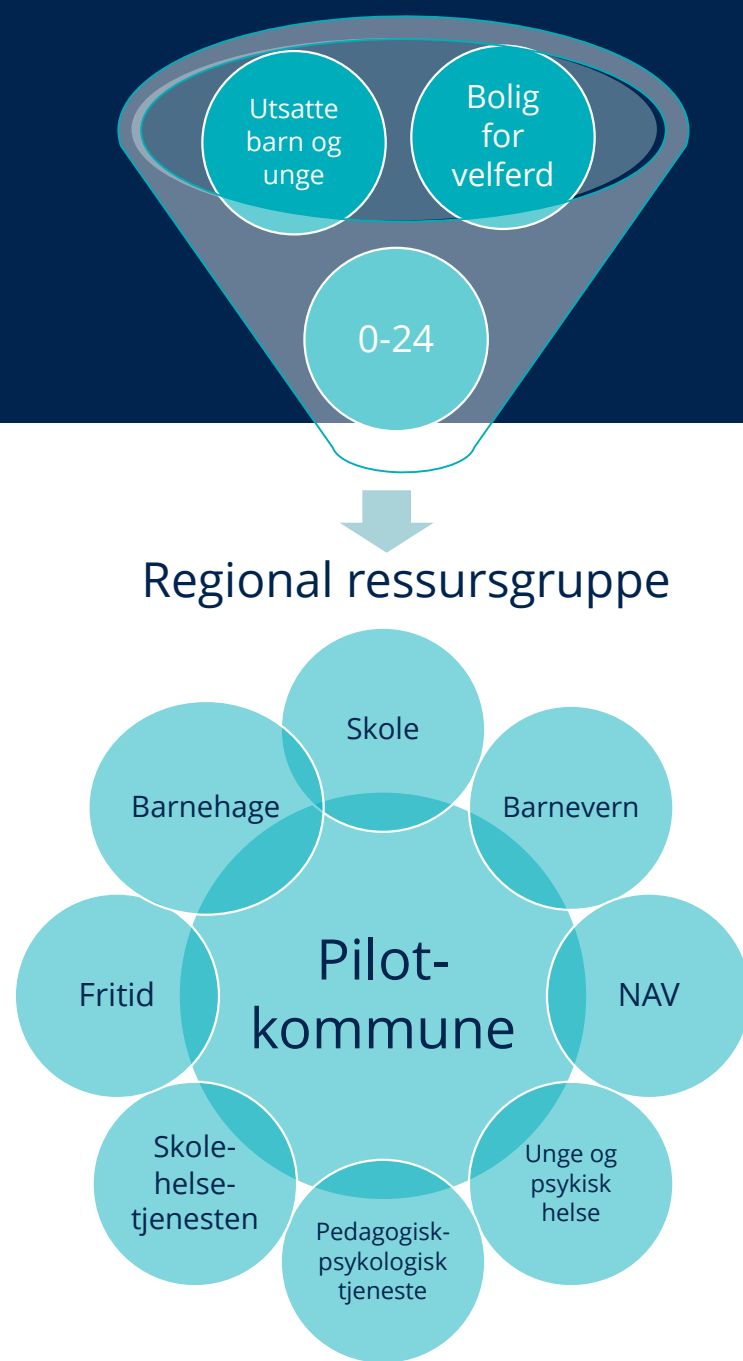 Utsatte
barn og
unge
Bolig
for
velferd
0-24
Regional ressursgruppe
Skole
Barnehage
Barnevern
Fritid
Pilot-
kommune
NAV
Skole-
helse-
tjenesten
Pedagogisk-
psykologisk
tjeneste
Unge og
psykisk
helse